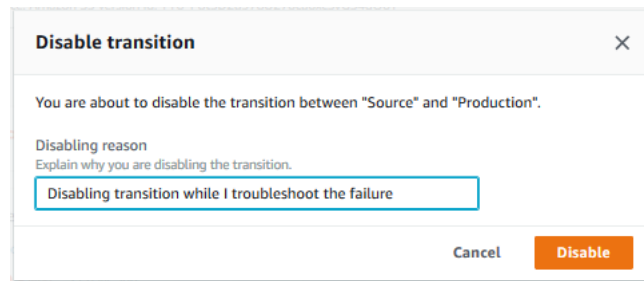 Disable transition
You are about to disable the transition between "Source" and "Production".
Disabling reason
Explain why you are disabling the transition.
Disabling transition while I troubleshoot the failure
Cancel
Disable